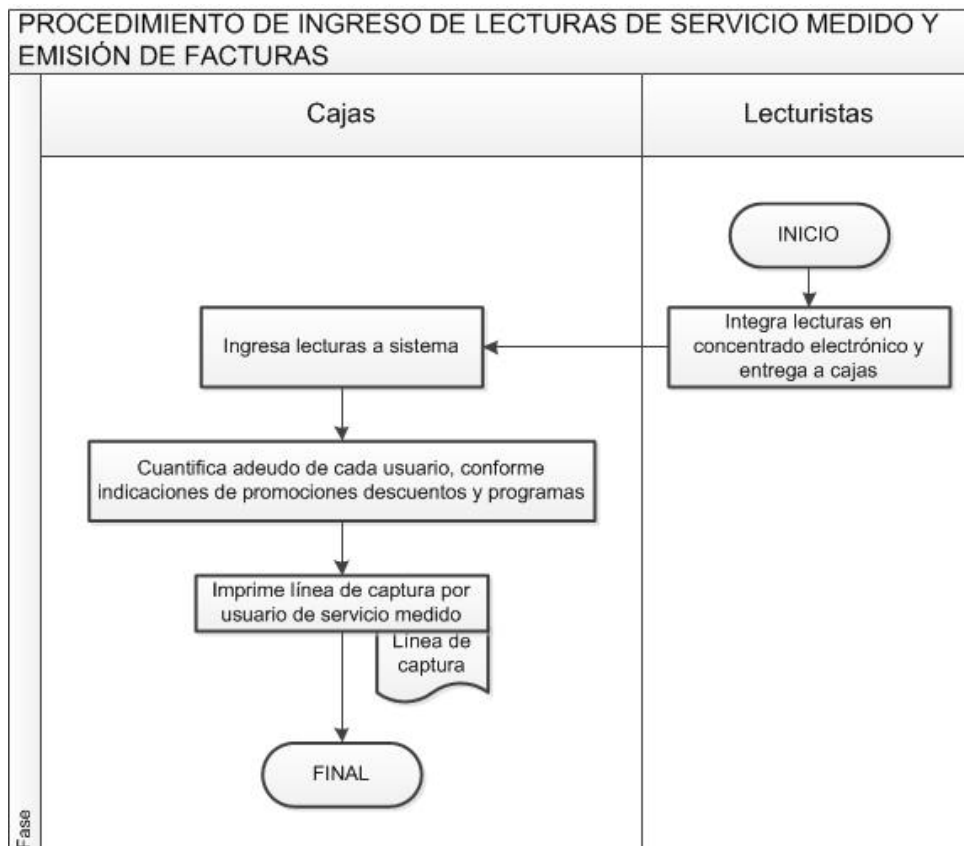 PROCEDIMIENTO DE INGRESO DE LECTURAS DE SERVICIO MEDIDO Y
EMISIÓN DE FACTURAS
Cajas
Lecturistas
INICIO
Integra lecturas en
concentrado electrónico y
entrega a cajas
Ingresa lecturas a sistema
Cuantifica adeudo de cada usuario, conforme
indicaciones de promociones descuentos y programas
Imprime línea de captura por
usuario de servicio medido
Línea de
captura
FINAL
Fase